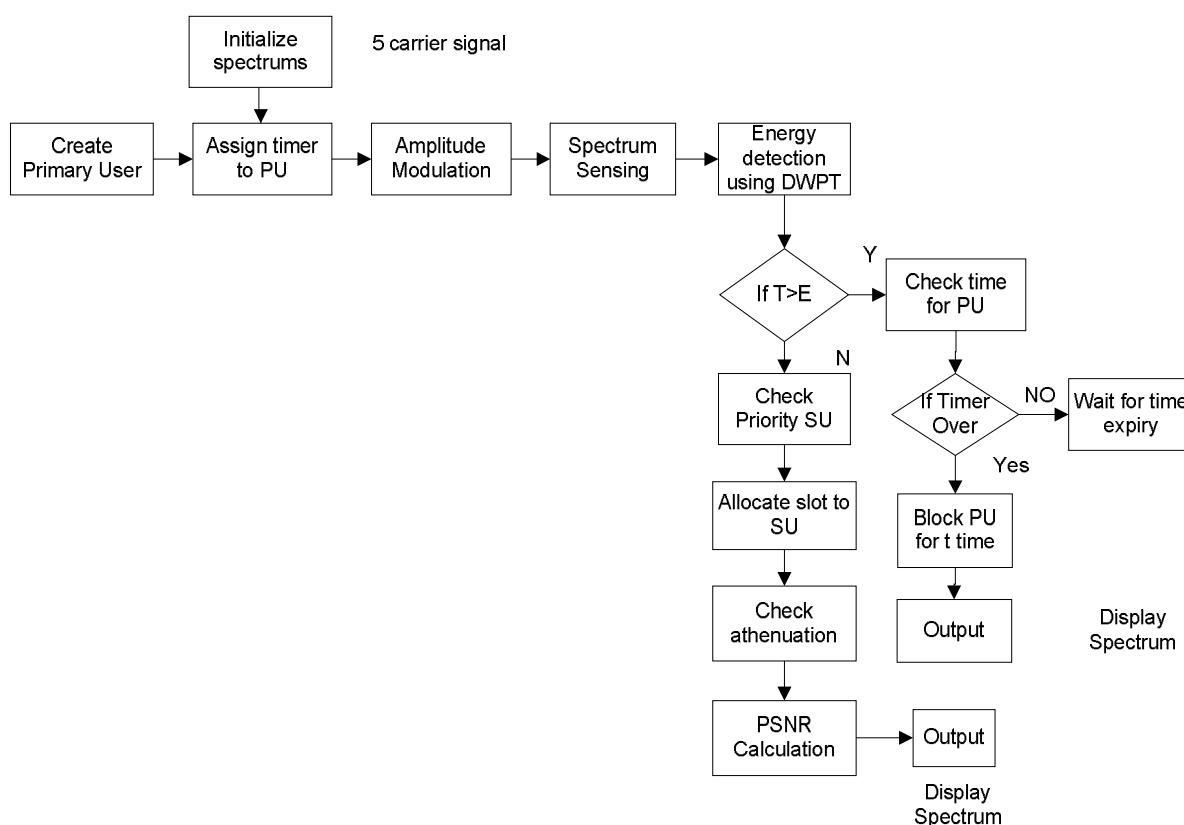 Initialize
spectrums
5 carrier signal
Create
Primary User
Assign timer
to PU
Amplitude
Modulation
Spectrum
Sensing
Energy
detection
using DWPT
If T>E
Y
Check time
for PU
N
Check
Priority SU
If Timer
Over
NO
Wait for time
expiry
Yes
Allocate slot to
SU
Block PU
for t time
Check
athenuation
Output
Display
Spectrum
PSNR
Calculation
Output
Display
Spectrum